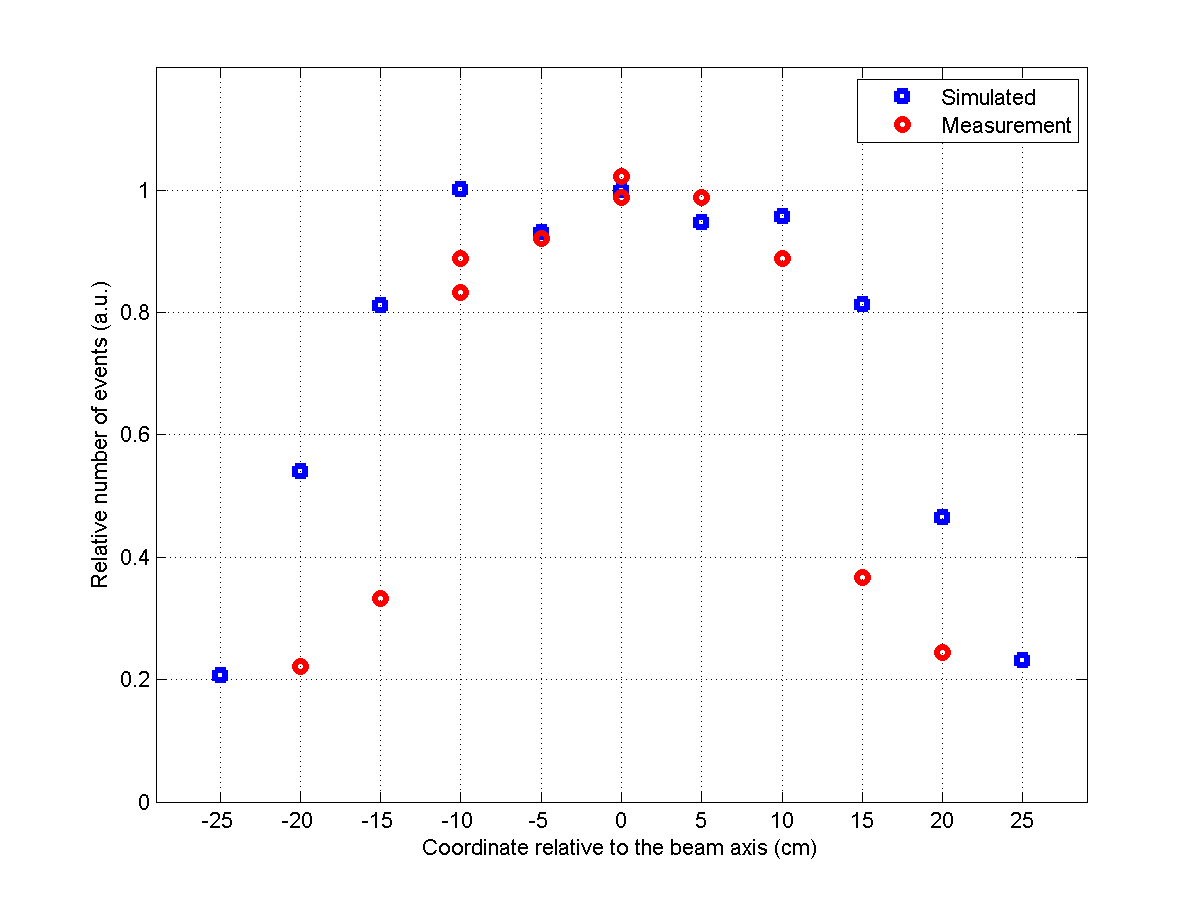 Simulated
Measurement
Relative number of events (a.u.)
1
0.8
0.6
0.4
0.2
0
-25 -20 -15 -10 -5 0 5 10 15 20 25
Coordinate relative to the beam axis (cm)